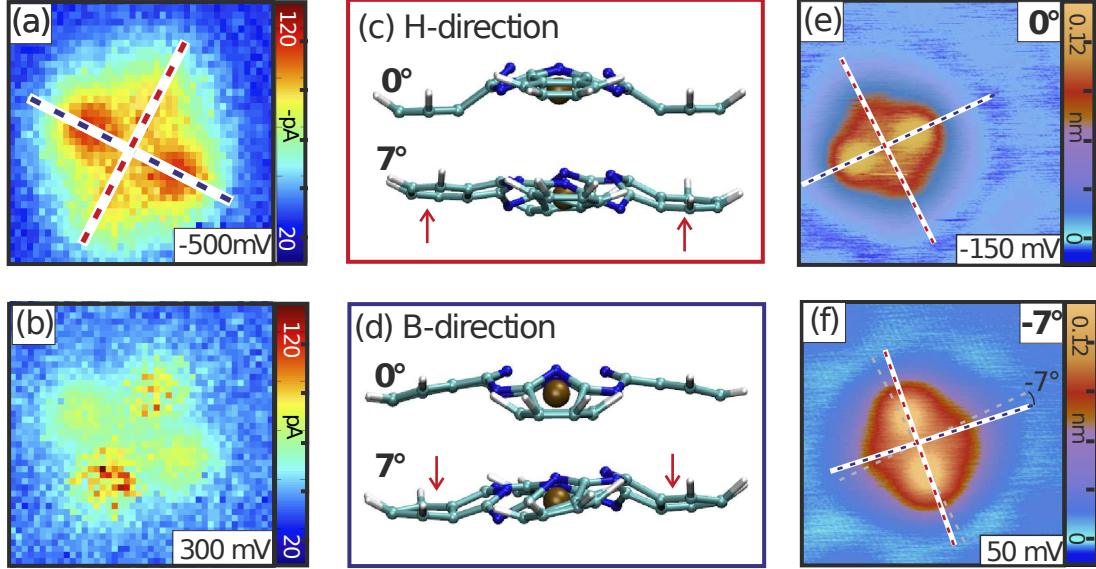 (a)
120
-pA
20
-500mV
(b)
120
pA
20
300 mV
(c) H-direction
0°
7°
(d) B-direction
0°
7°
(e)
0°
0.12
nm
0
-150 mV
(f)
-7°
-7°
0.12
nm
0
50 mV